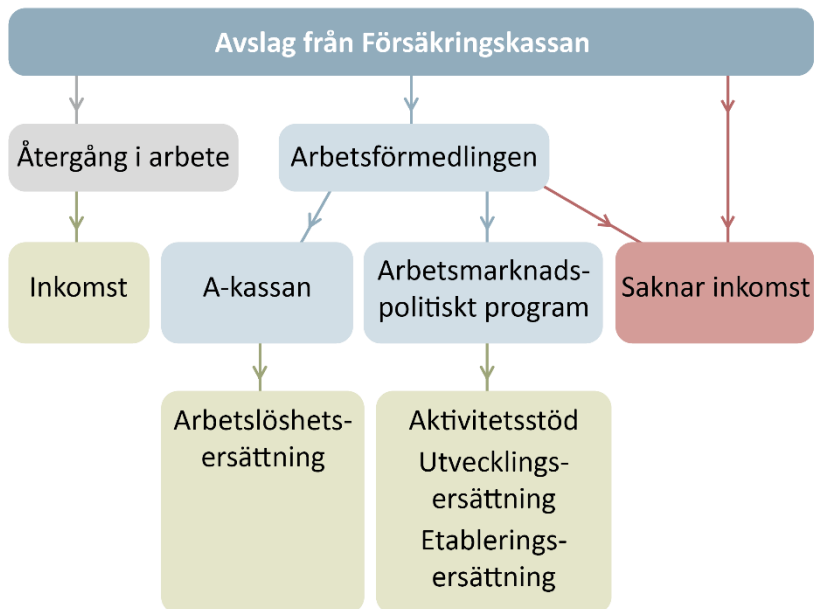 Avslag från Försäkringskassan
Återgång i arbete
Arbetsförmedlingen
Inkomst
A-kassan
Arbetsmarknads-
politiskt program
Saknar inkomst
Arbetslöshets-
ersättning
Aktivitetsstöd
Utvecklings-
ersättning
Etablerings-
ersättning